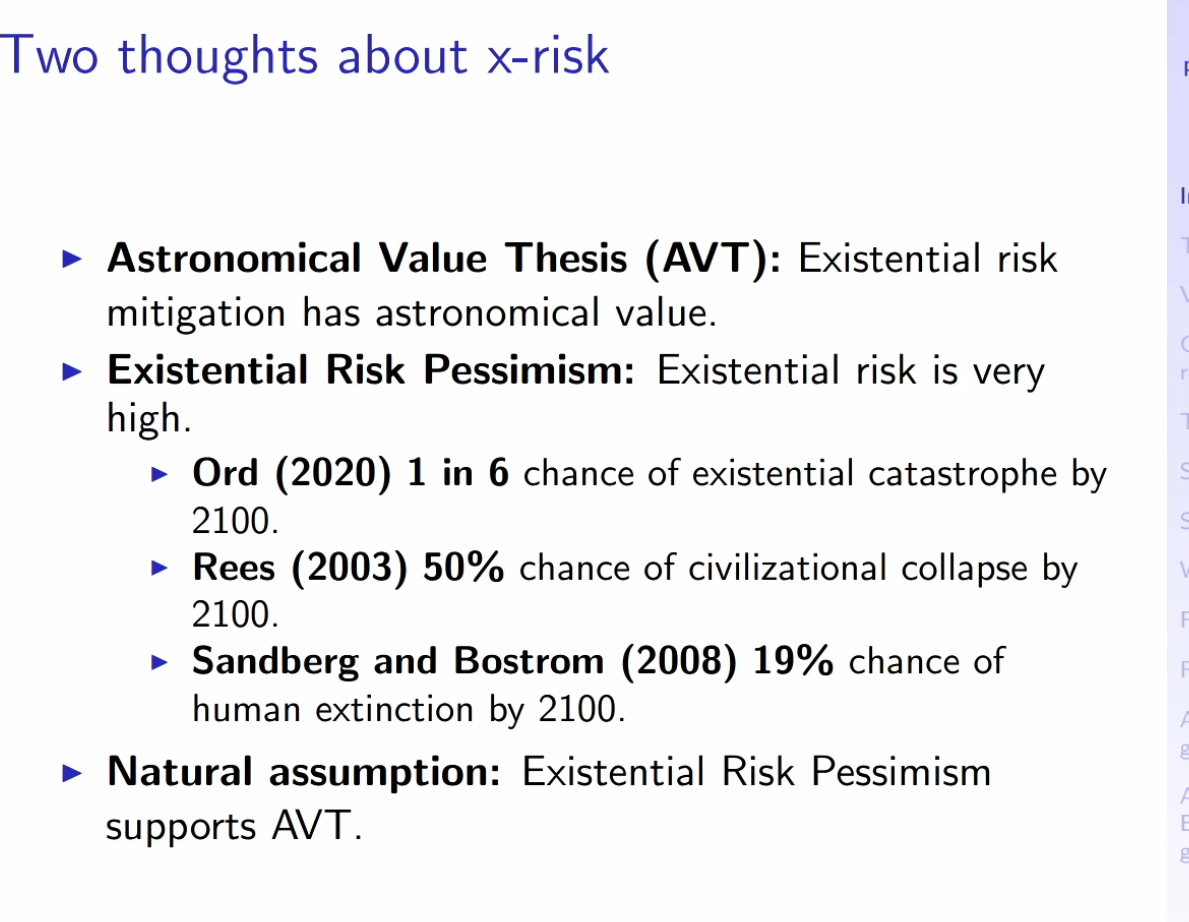 Two thoughts about x-risk
Astronomical Value Thesis (AVT): Existential risk
mitigation has astronomical value.
Existential Risk Pessimism: Existential risk is very
high.
Ord (2020) 1 in 6 chance of existential catastrophe by
2100.
Rees (2003) 50% chance of civilizational collapse by
2100.
Sandberg and Bostrom (2008) 19% chance of
human extinction by 2100.
Natural assumption: Existential Risk Pessimism
supports AVT.